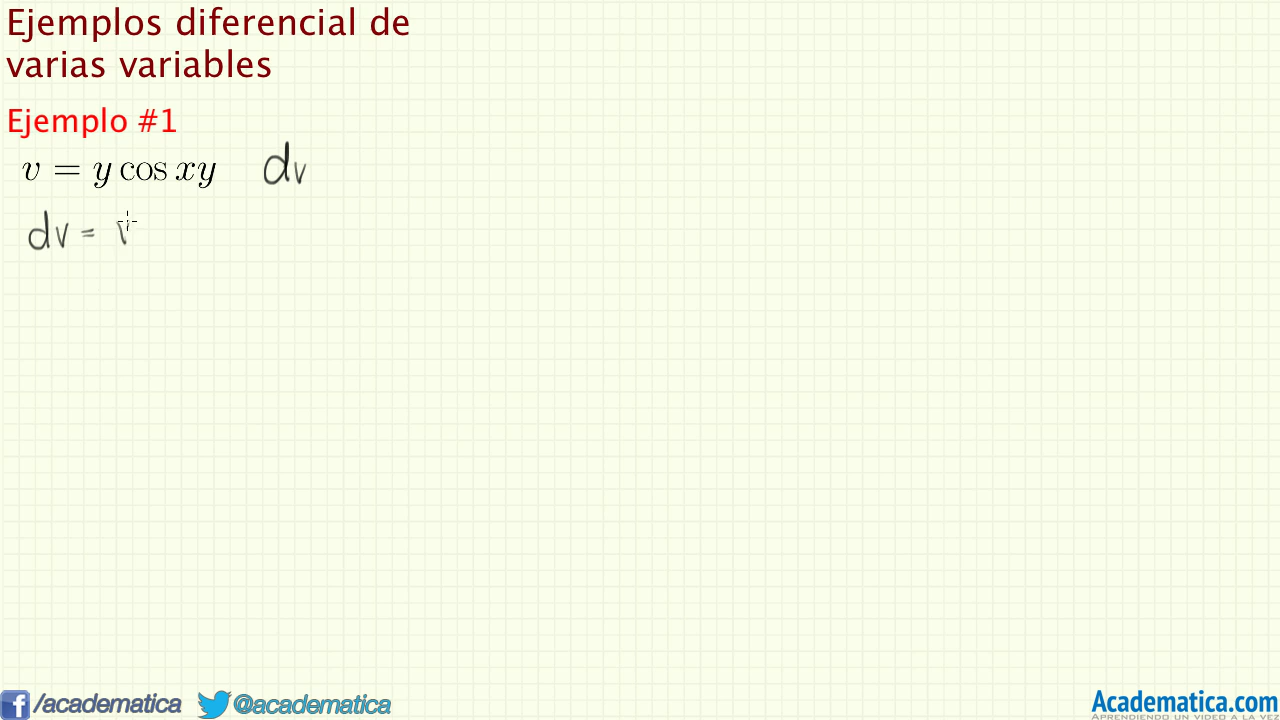 Ejemplos diferencial de
varias variables
Ejemplo #1
v = y cos xy dv
dv = v
/academatica @academatica
Academatica.com
APRENDIENDO UN VIDEO A LA VEZ